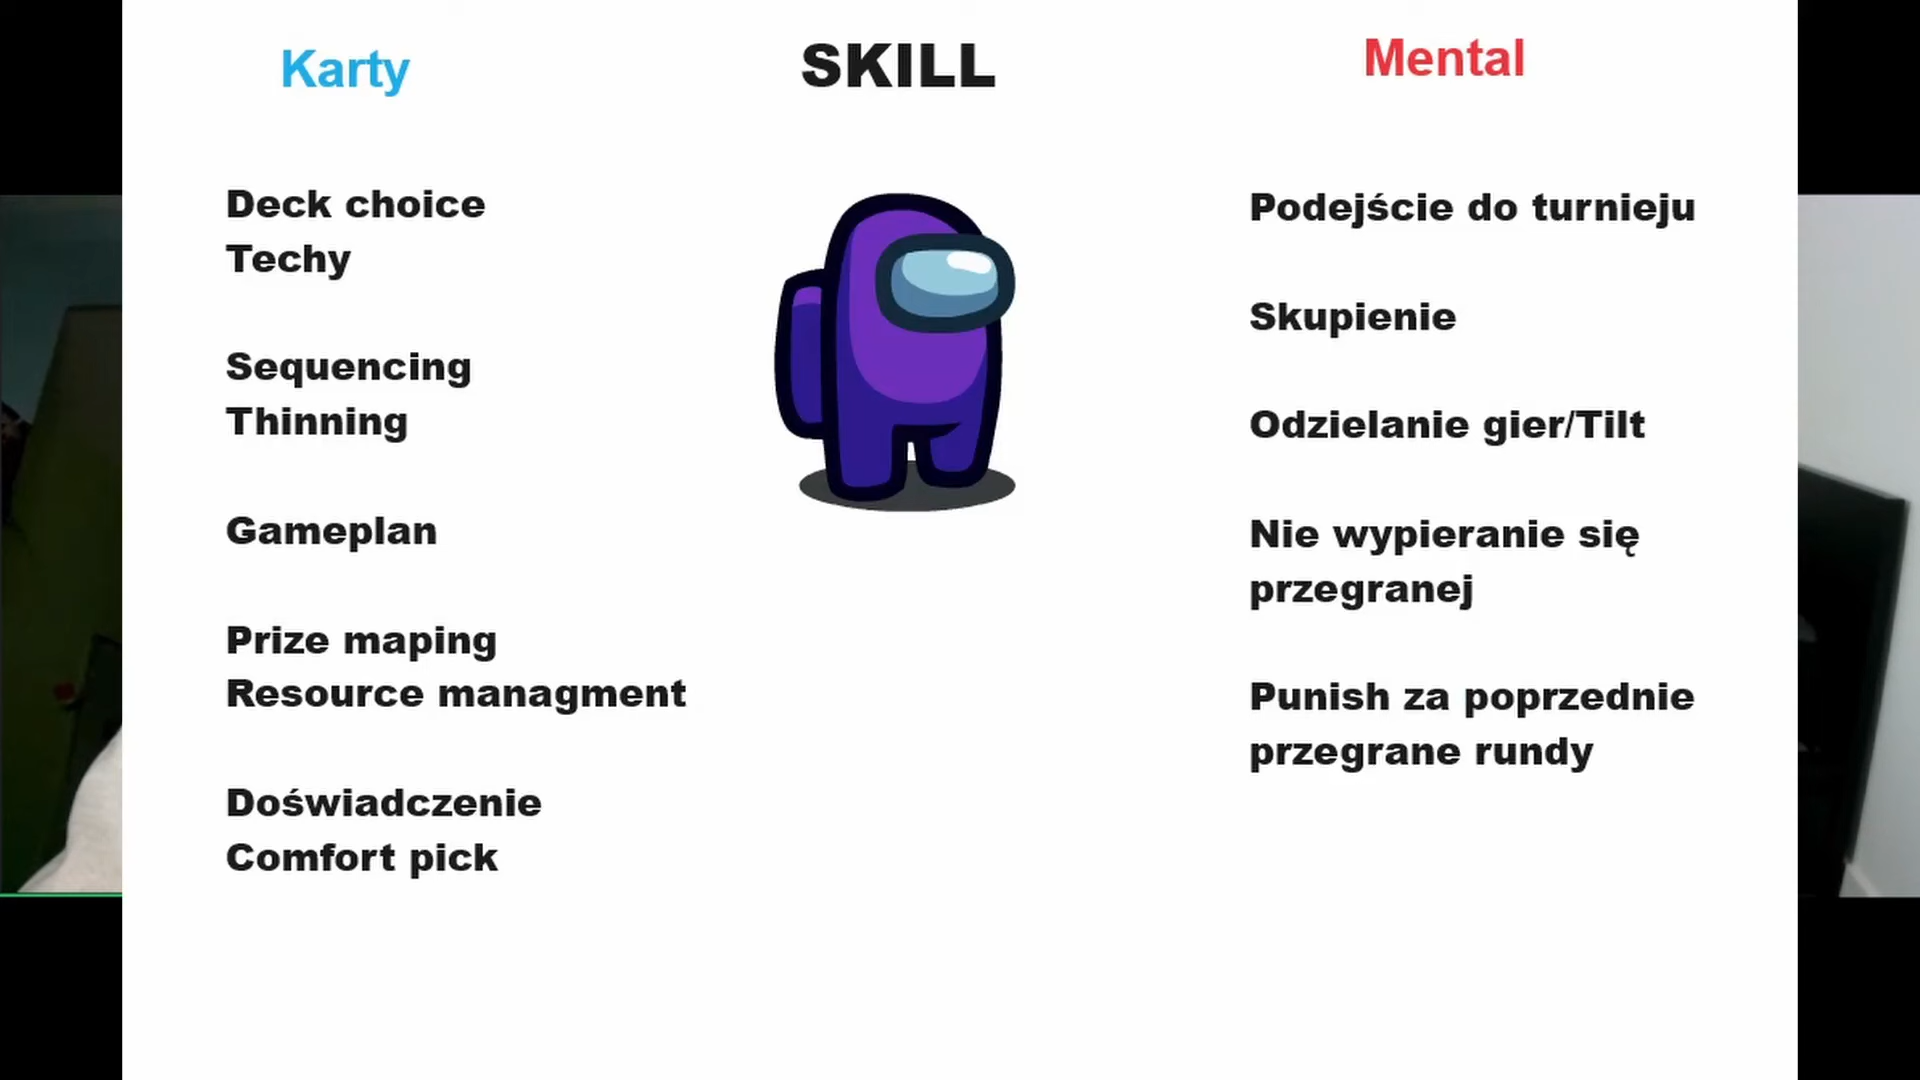 Karty
SKILL
Mental
Deck choice
Techy
Sequencing
Thinning
Gameplan
Prize maping
Resource managment
Doświadczenie
Comfort pick
Podejście do turnieju
Skupienie
Odzielanie gier/Tilt
Nie wypieranie się
przegranej
Punish za poprzednie
przegrane rundy